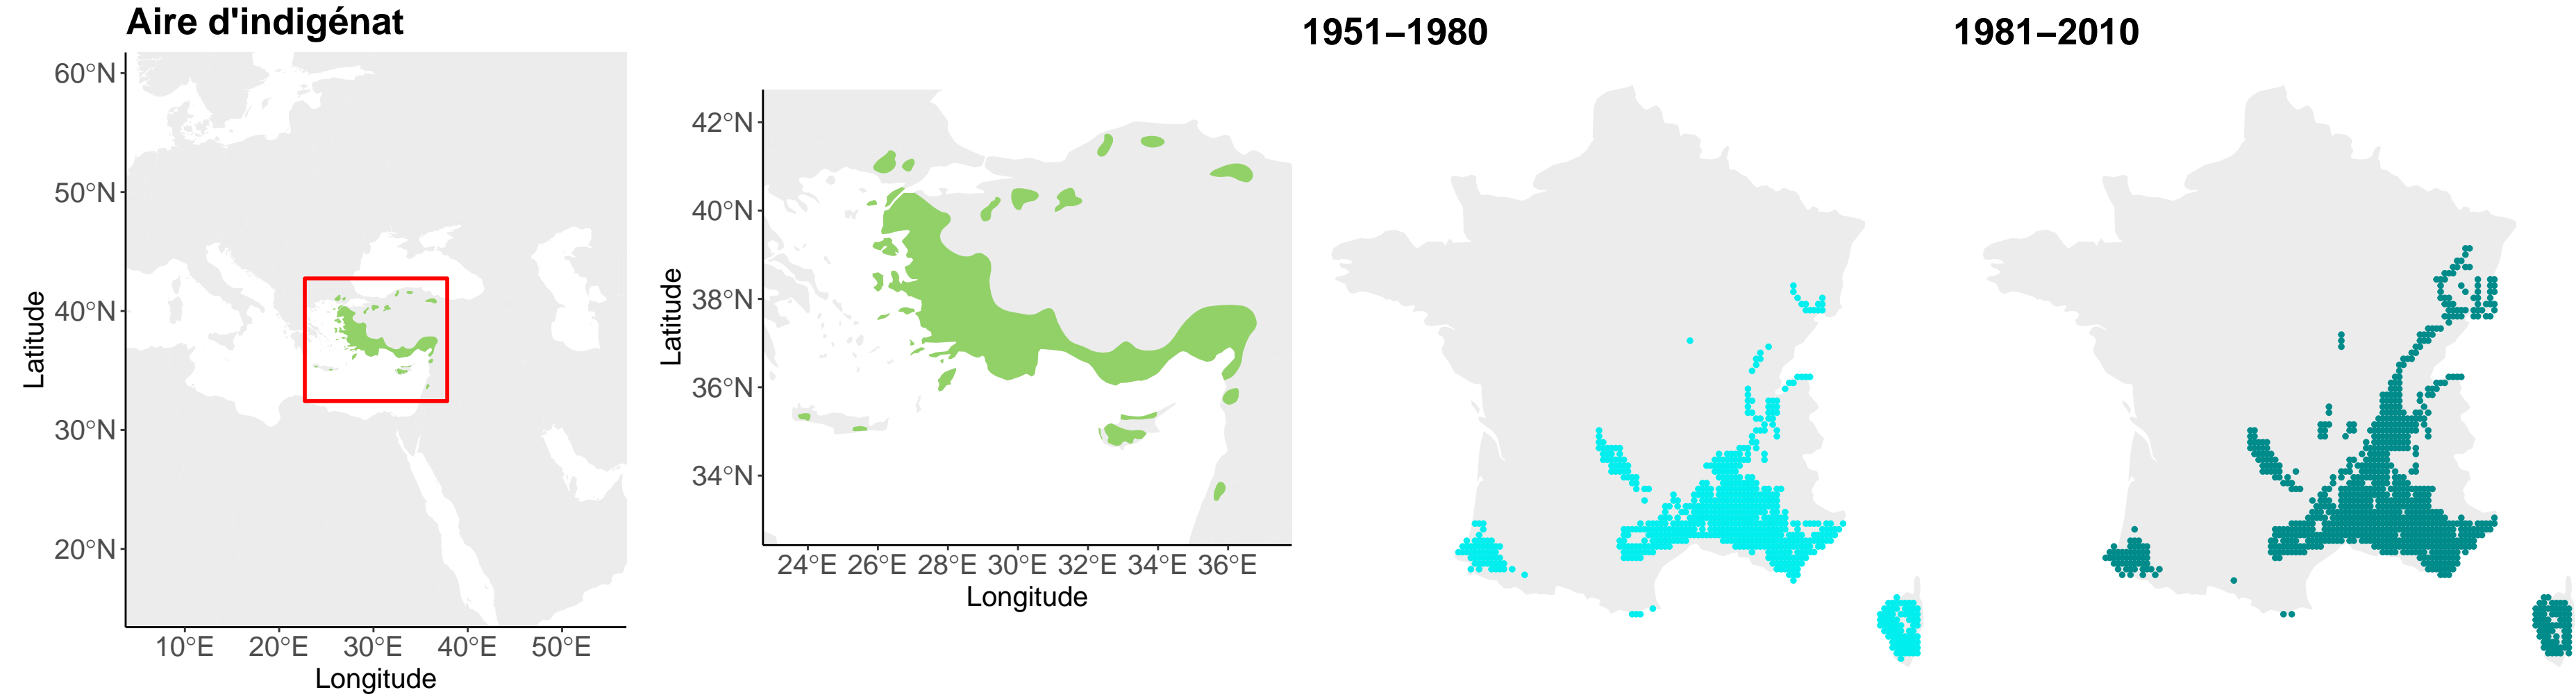 Aire d'indigénat
60°N
50°N
40°N
30°N
20°N
Latitude
10°E 20°E 30°E 40°E 50°E
Longitude
42°N
40°N
38°N
36°N
34°N
Latitude
24°E 26°E 28°E 30°E 32°E 34°E 36°E
Longitude
1951–1980
1981–2010